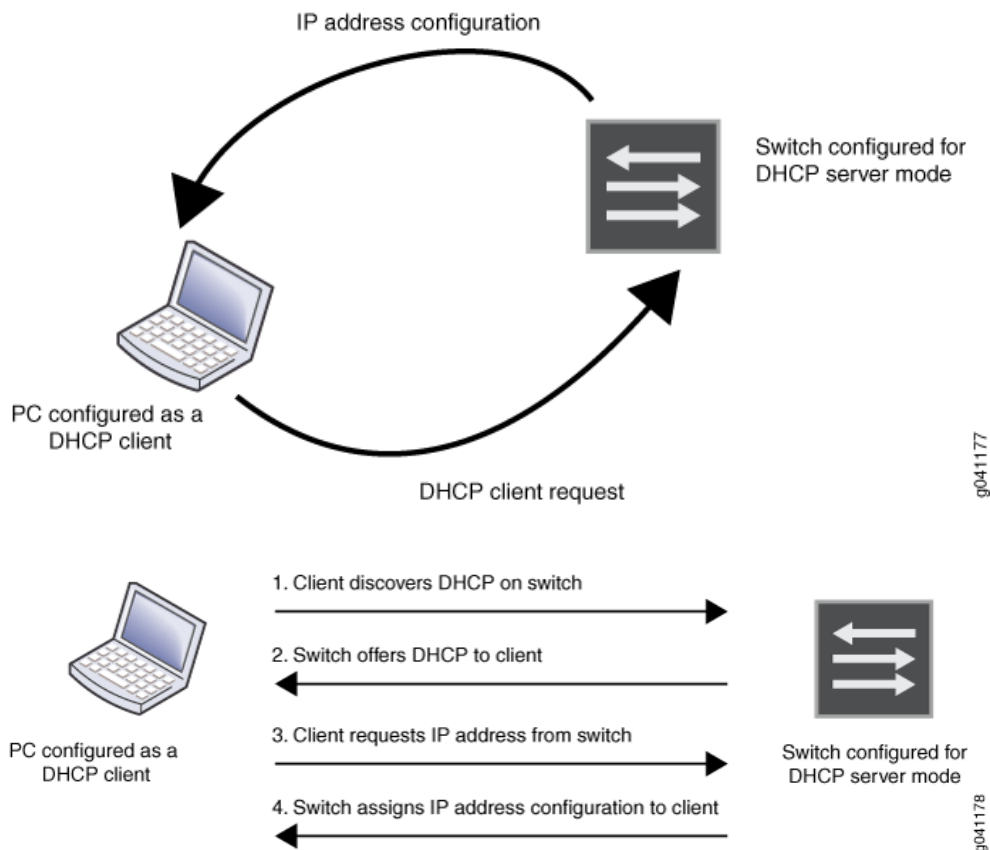 IP address configuration
Switch configured for
DHCP server mode
PC configured as a
DHCP client
DHCP client request
g041177
1. Client discovers DHCP on switch
2. Switch offers DHCP to client
3. Client requests IP address from switch
4. Switch assigns IP address configuration to client
PC configured as a
DHCP client
Switch configured for
DHCP server mode
g041178